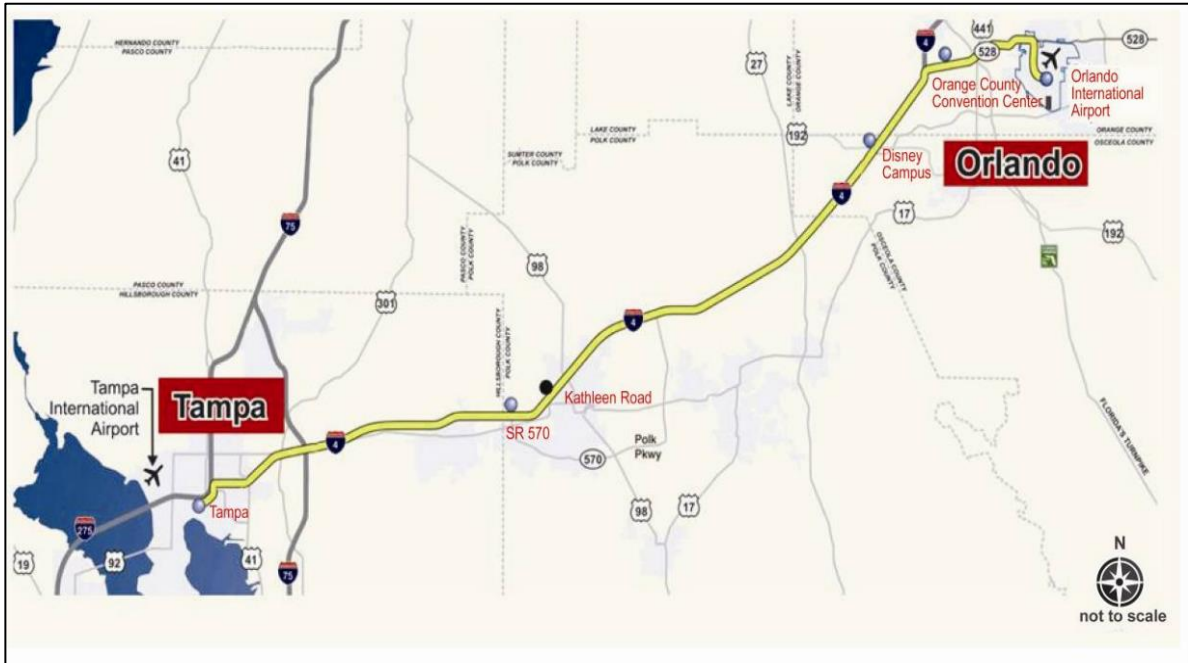 HERNANDO COUNTY
PASCO COUNTY
41
75
301
PASCO COUNTY
HILLSBOROUGH COUNTY
Tampa
International
Airport
Tampa
4
Tampa
275
19
92
41
75
SUMTER COUNTY
POLK COUNTY
LAKE COUNTY
POLK COUNTY
PASCO COUNTY
POLK COUNTY
98
HILLSBOROUGH COUNTY
POLK COUNTY
SR 570
Kathleen Road
4
570
Polk
Pkwy
98
17
27
LAKE COUNTY
ORANGE COUNTY
192
4
441
528
528
Orange County
Convention Center
Orlando
International
Airport
Disney
Campus
4
ORANGE COUNTY
OSCEOLA COUNTY
Orlando
17
192
OSCEOLA COUNTY
POLK COUNTY
FLORIDA'S TURNPIKE
N
not to scale